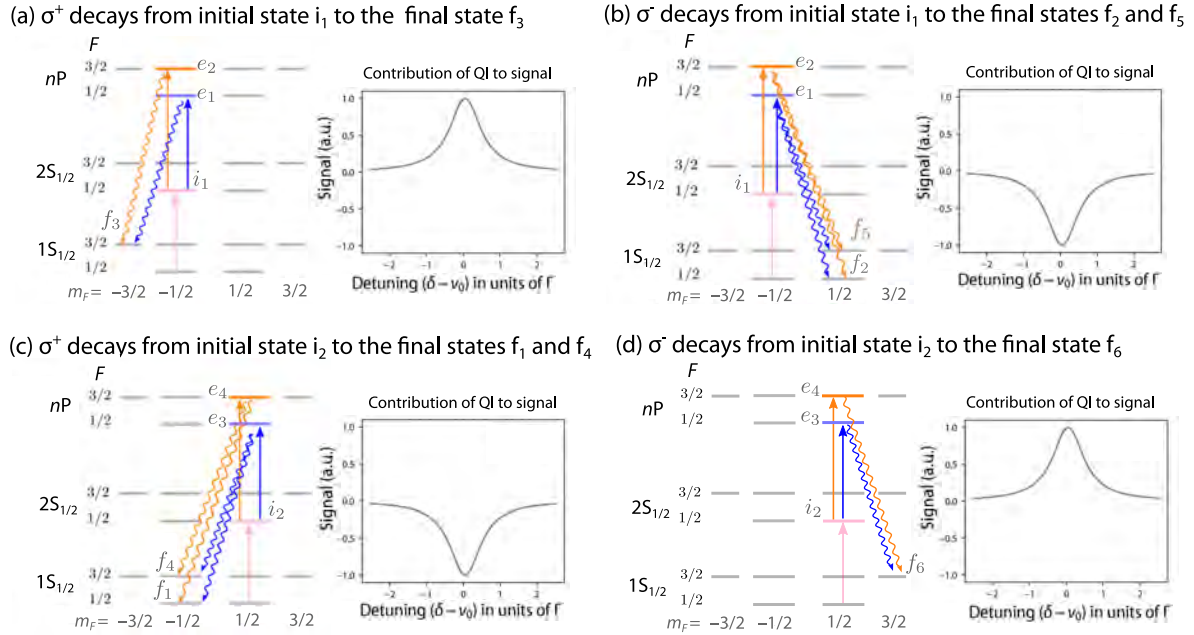 (a) σ⁺ decays from initial state i₁ to the final state f₃
F
nP
3/2
e₂
1/2
e₁
2S₁/₂
3/2
1/2
i₁
f₃
1S₁/₂
3/2
1/2
m_F = −3/2 −1/2 1/2 3/2
Contribution of QI to signal
Signal (a.u.)
1.0
0.5
0.0
−0.5
−1.0
−2 −1 0 1 2
Detuning (δ – ν₀) in units of Γ
(b) σ⁻ decays from initial state i₁ to the final states f₂ and f₅
F
nP
3/2
e₂
1/2
e₁
2S₁/₂
3/2
1/2
i₁
f₅
1S₁/₂
3/2
f₂
1/2
m_F = −3/2 −1/2 1/2 3/2
Contribution of QI to signal
Signal (a.u.)
1.0
0.5
0.0
−0.5
−1.0
−2 −1 0 1 2
Detuning (δ – ν₀) in units of Γ
(c) σ⁺ decays from initial state i₂ to the final states f₁ and f₄
F
nP
3/2
e₄
1/2
e₃
2S₁/₂
3/2
1/2
i₂
f₄
1S₁/₂
3/2
f₁
1/2
m_F = −3/2 −1/2 1/2 3/2
Contribution of QI to signal
Signal (a.u.)
1.0
0.5
0.0
−0.5
−1.0
−2 −1 0 1 2
Detuning (δ – ν₀) in units of Γ
(d) σ⁻ decays from initial state i₂ to the final state f₆
F
nP
3/2
e₄
1/2
e₃
2S₁/₂
3/2
1/2
i₂
f₆
1S₁/₂
3/2
1/2
m_F = −3/2 −1/2 1/2 3/2
Contribution of QI to signal
Signal (a.u.)
1.0
0.5
0.0
−0.5
−1.0
−2 −1 0 1 2
Detuning (δ – ν₀) in units of Γ